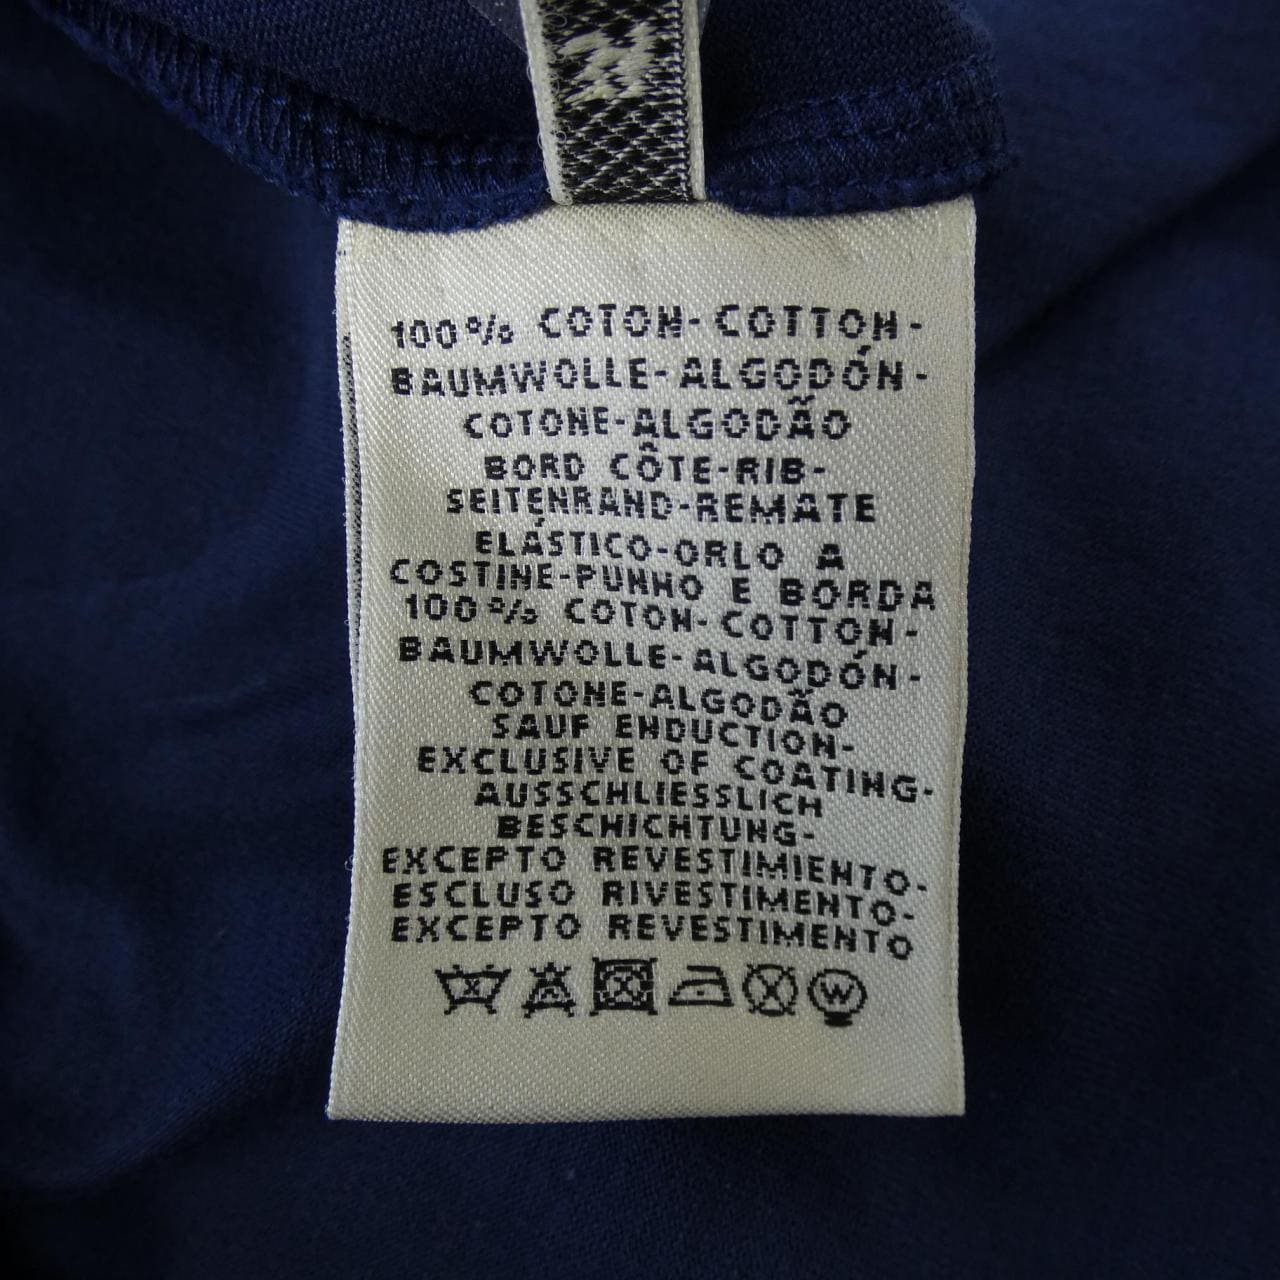 100% COTON-COTTON-
BAUMWOLLE-ALGODÓN-
COTONE-ALGODÃO
BORD CÔTE-RIB-
SEITENRAND-REMATE
ELÁSTICO-ORLO A
COSTINE-PUNHO E BORDA
100% COTON-COTTON-
BAUMWOLLE-ALGODÓN-
COTONE-ALGODÃO
SAUF ENDUCTION-
EXCLUSIVE OF COATING-
AUSSCHLIESSLICH
BESCHICHTUNG-
EXCEPTO REVESTIMIENTO-
ESCLUSO RIVESTIMENTO-
EXCEPTO REVESTIMENTO
W